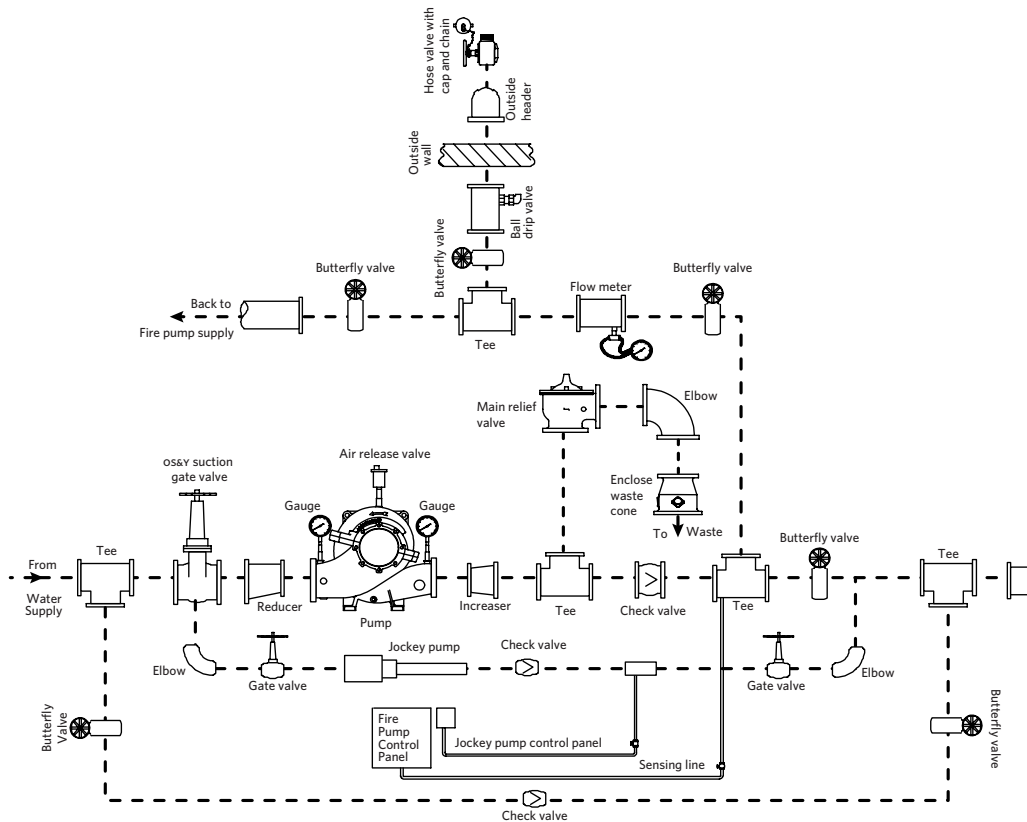 Hose valve with
cap and chain
Outside
header
Outside
wall
Ball
drip valve
Butterfly valve
Butterfly valve
Butterfly valve
Flow meter
Back to
Fire pump supply
Tee
Main relief
valve
Elbow
OS&Y suction
gate valve
Air release valve
Gauge
Gauge
Enclose
waste
cone
To
Waste
Butterfly valve
Tee
Tee
From
Water
Supply
Reducer
Pump
Increaser
Tee
Check valve
Tee
Elbow
Gate valve
Jockey pump
Check valve
Gate valve
Elbow
Butterfly
Valve
Fire
Pump
Control
Panel
Jockey pump control panel
Sensing line
Butterfly valve
Check valve